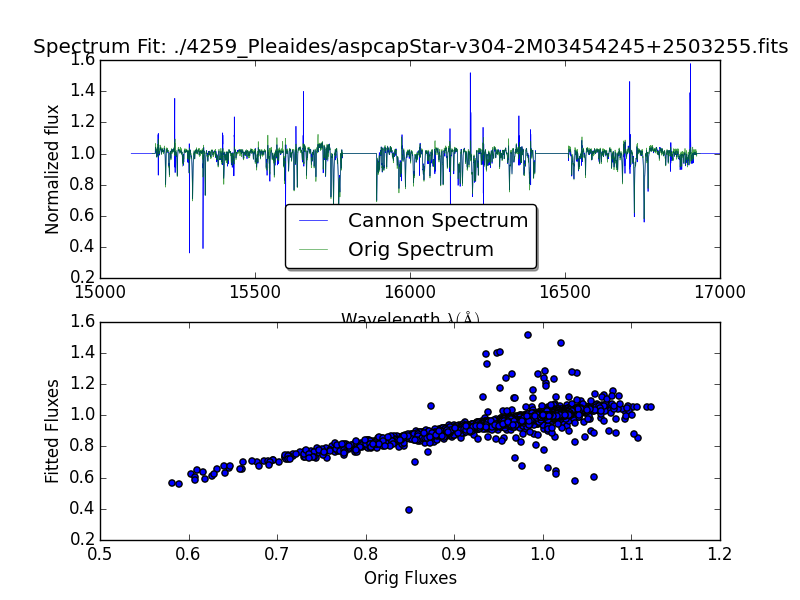 Spectrum Fit: ./4259_Pleaides/aspcapStar-v304-2M03454245+2503255.fits
1.6
1.4
1.2
1.0
0.8
0.6
0.4
0.2
Normalized flux
Cannon Spectrum
Orig Spectrum
15000 15500 16000 16500 17000
Wavelength λ(Å)
1.6
1.4
1.2
1.0
0.8
0.6
0.4
0.2
Fitted Fluxes
0.5 0.6 0.7 0.8 0.9 1.0 1.1 1.2
Orig Fluxes